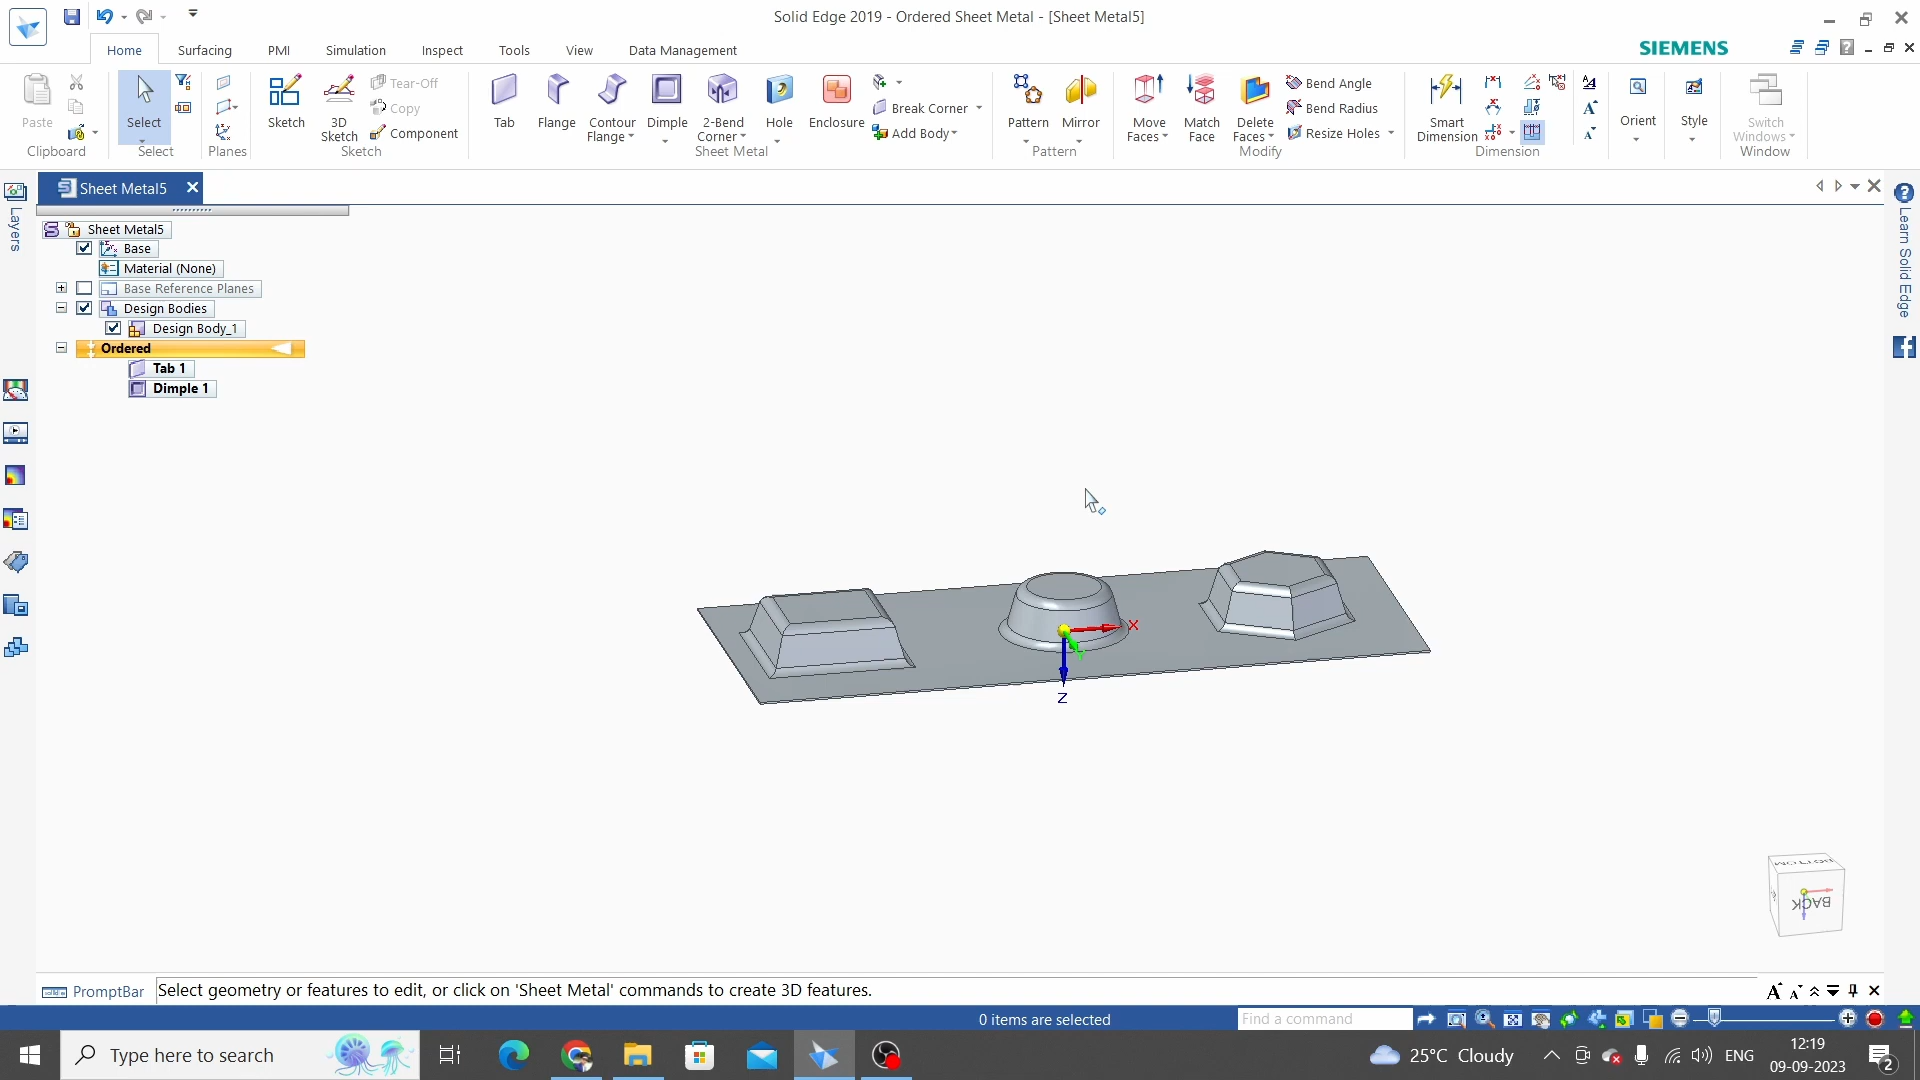 Solid Edge 2019 - Ordered Sheet Metal - [Sheet Metal5]
Home Surfacing PMI Simulation Inspect Tools View Data Management
SIEMENS
Paste
Clipboard
Select
Select
Planes
Sketch
3D Sketch
Tear-Off
Copy
Component
Sketch
Tab
Flange
Contour Flange
Dimple
2-Bend Corner
Hole
Enclosure
Break Corner
Add Body
Sheet Metal
Pattern
Mirror
Pattern
Move Faces
Match Face
Delete Faces
Bend Angle
Bend Radius
Resize Holes
Modify
Smart Dimension
Dimension
Orient
Style
Switch Windows
Window
Sheet Metal5
Layers
Learn Solid Edge
Sheet Metal5
Base
Material (None)
Base Reference Planes
Design Bodies
Design Body_1
Ordered
Tab 1
Dimple 1
X
Y
Z
BOTTOM
BACK
PromptBar
Select geometry or features to edit, or click on 'Sheet Metal' commands to create 3D features.
0 items are selected
Find a command
Type here to search
25°C Cloudy
ENG
12:19
09-09-2023
2